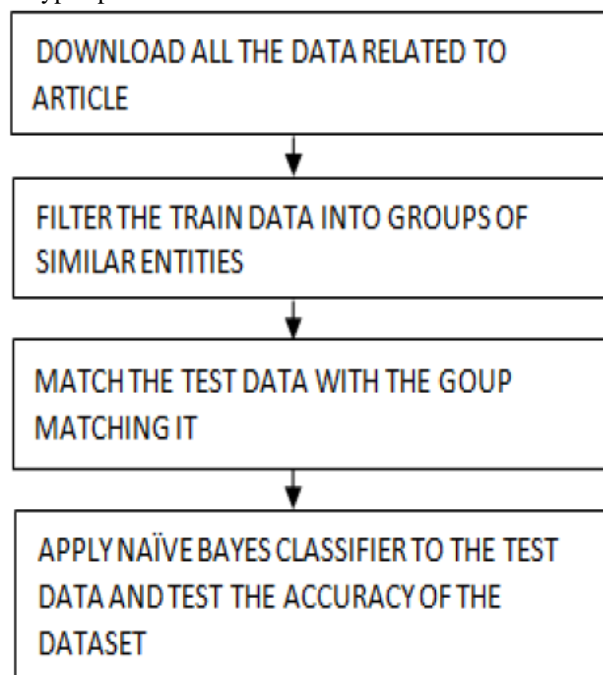 DOWNLOAD ALL THE DATA RELATED TO
ARTICLE
FILTER THE TRAIN DATA INTO GROUPS OF
SIMILAR ENTITIES
MATCH THE TEST DATA WITH THE GOUP
MATCHING IT
APPLY NAÏVE BAYES CLASSIFIER TO THE TEST
DATA AND TEST THE ACCURACY OF THE
DATASET